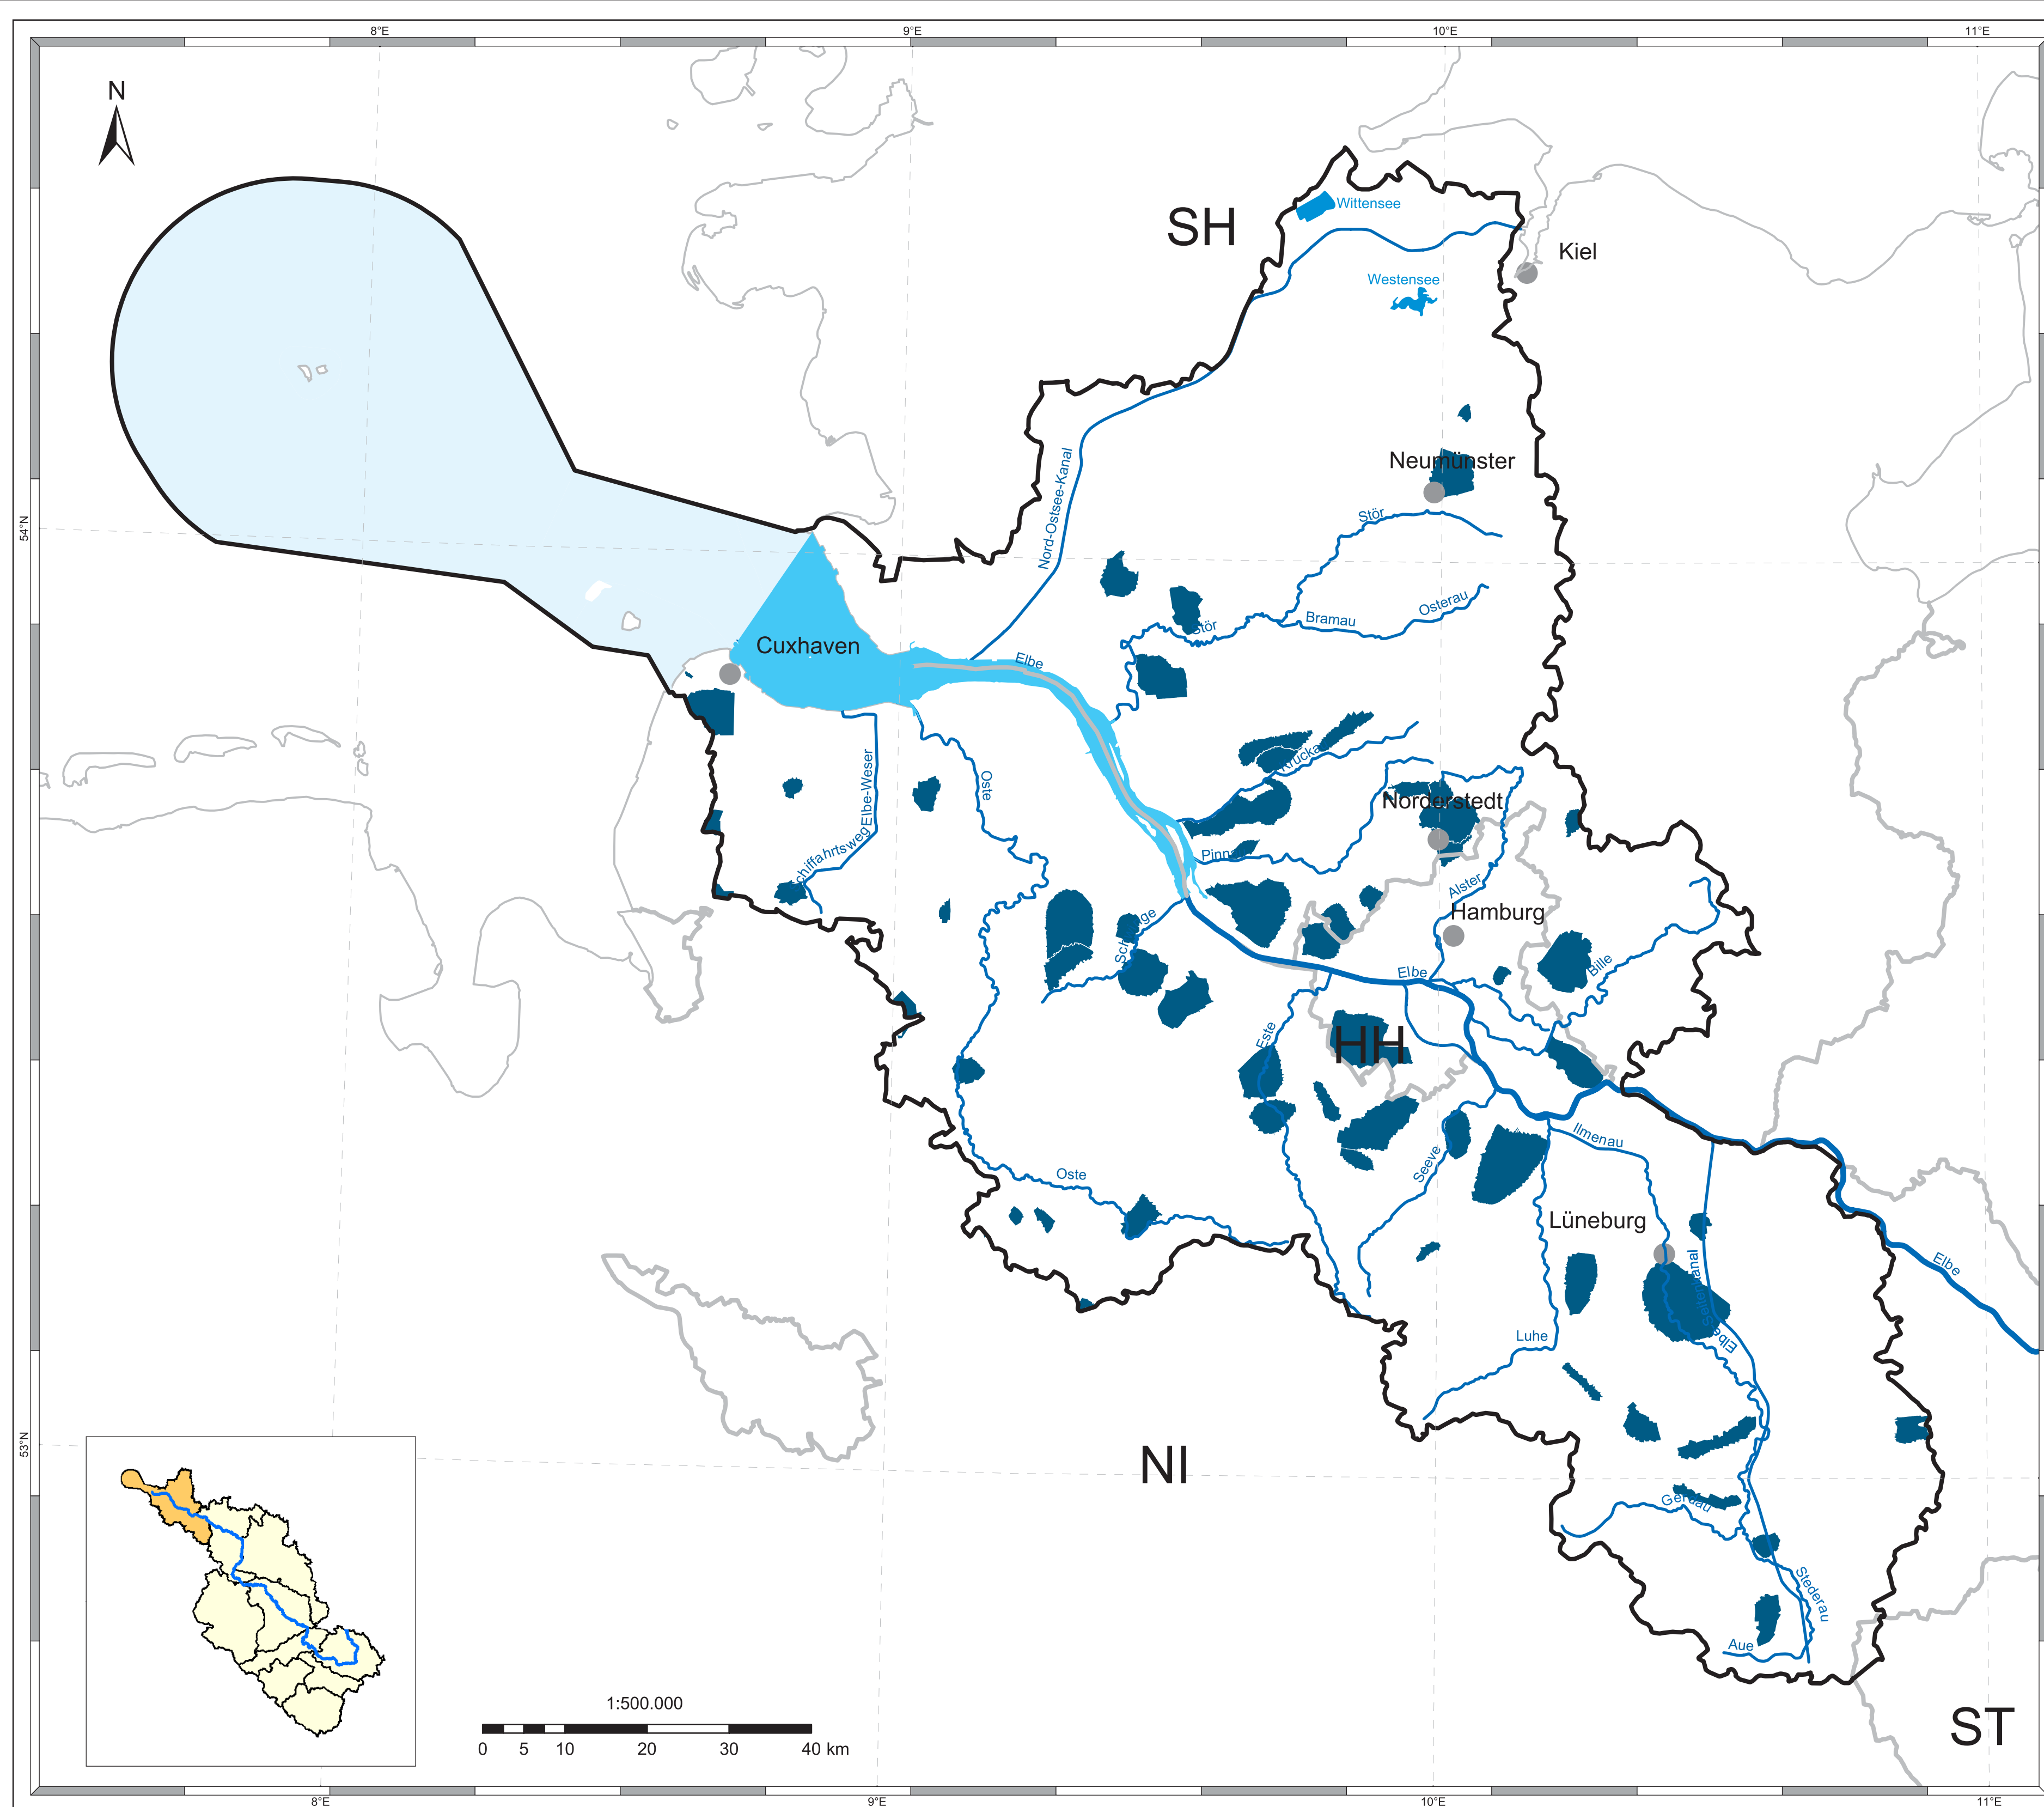 8°E
9°E
10°E
11°E
N
SH
Wittensee
Kiel
Westensee
Neumünster
Nord-Ostsee-Kanal
54°N
Stör
Osterau
Bramau
Stör
Cuxhaven
Elbe
Krücka
Elbe-Weser
Oste
Norderstedt
Schiffahrtsweg
Pinn
Alster
Hamburg
Bille
Elbe
Este
HH
Ilmenau
Seeve
Oste
Lüneburg
Elbe
Luhe
53°N
NI
Stederau
Aue
1:500.000
0 5 10 20 30 40 km
ST
8°E
9°E
10°E
11°E